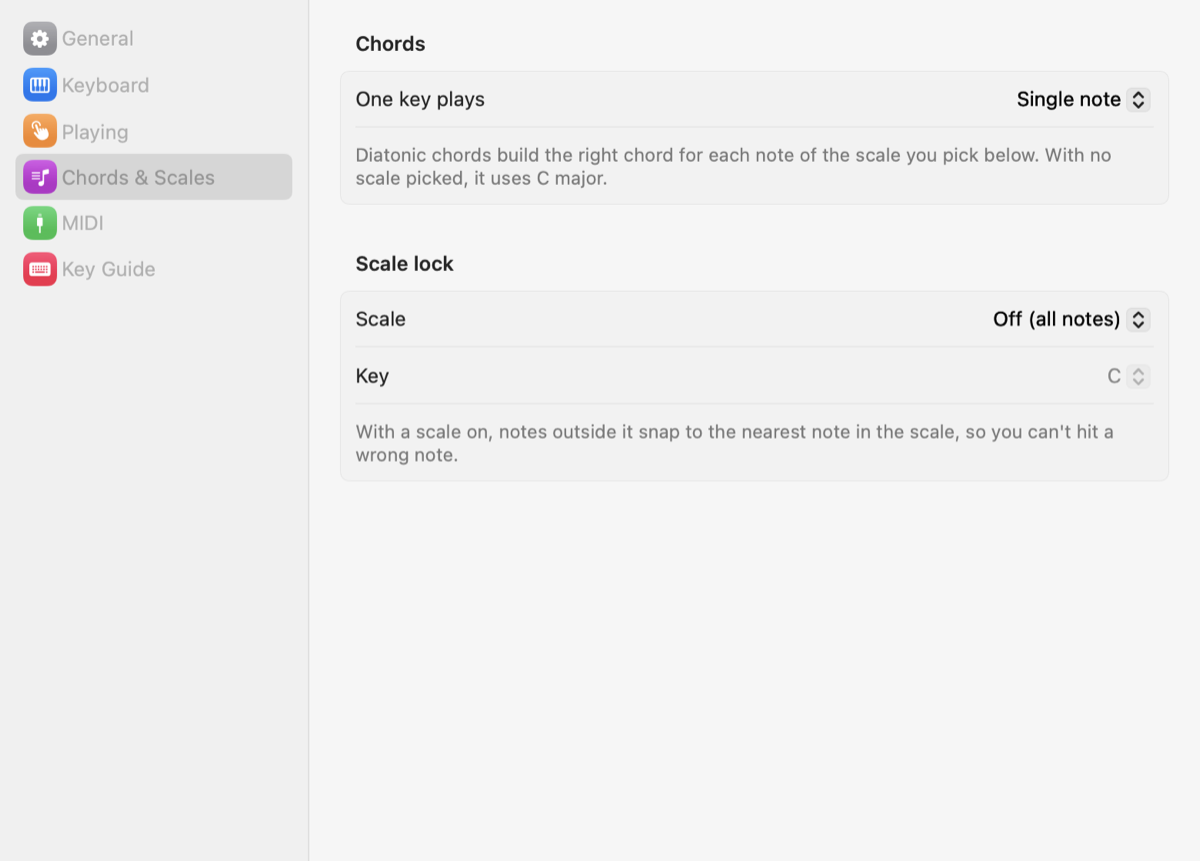 General
Keyboard
Playing
Chords & Scales
MIDI
Key Guide
Chords
One key plays
Single note
Diatonic chords build the right chord for each note of the scale you pick below. With no
scale picked, it uses C major.
Scale lock
Scale
Off (all notes)
Key
C
With a scale on, notes outside it snap to the nearest note in the scale, so you can't hit a
wrong note.